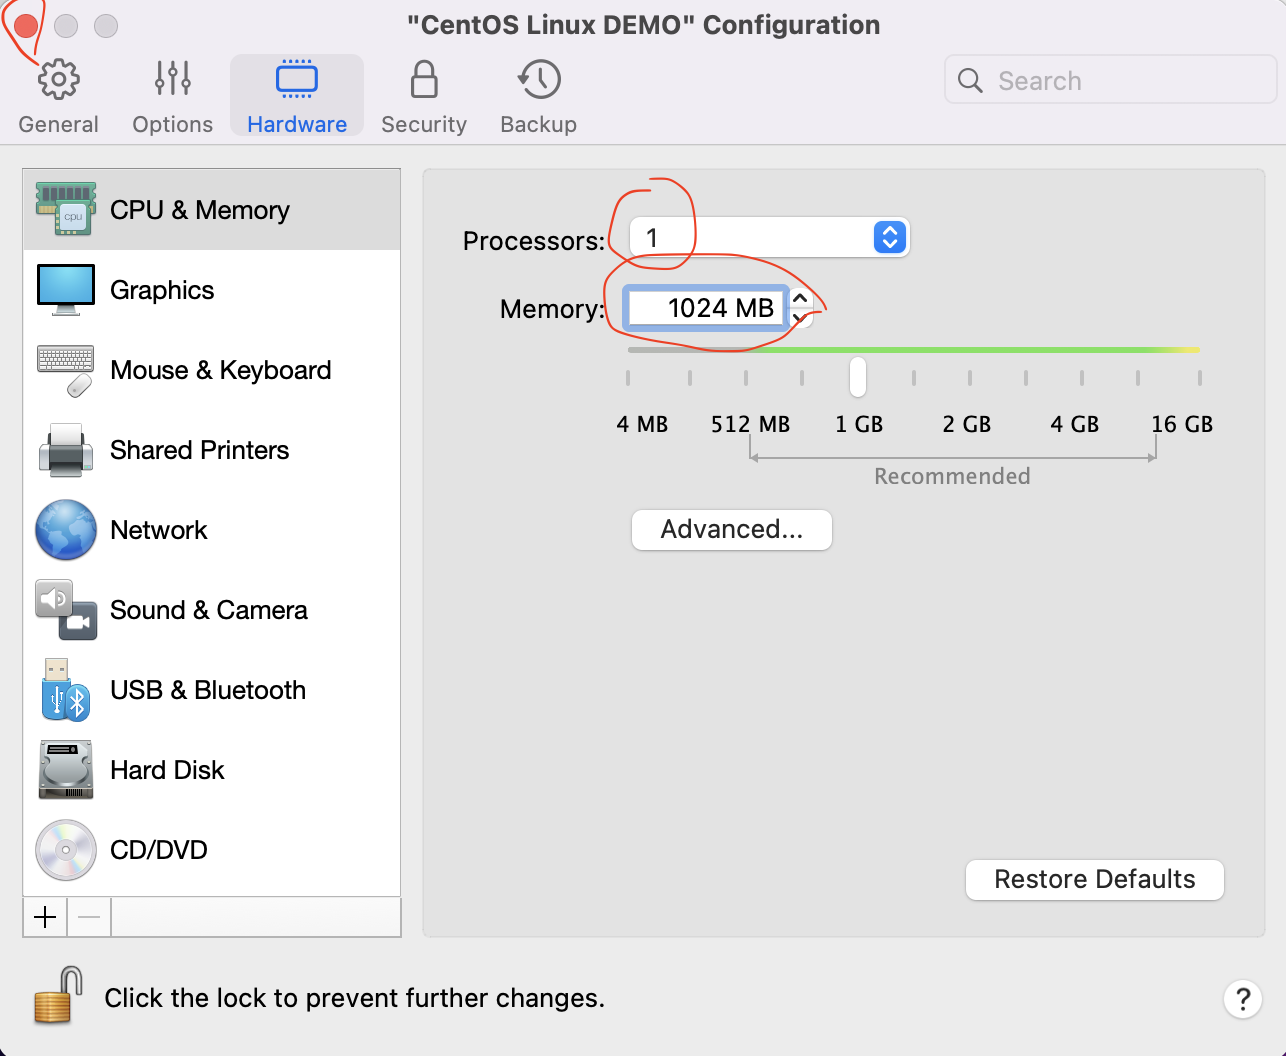 "CentOS Linux DEMO" Configuration
General Options Hardware Security Backup
Search
CPU & Memory
Graphics
Mouse & Keyboard
Shared Printers
Network
Sound & Camera
USB & Bluetooth
Hard Disk
CD/DVD
Processors: 1
Memory: 1024 MB
4 MB 512 MB 1 GB 2 GB 4 GB 16 GB
Recommended
Advanced...
Restore Defaults
Click the lock to prevent further changes.
?